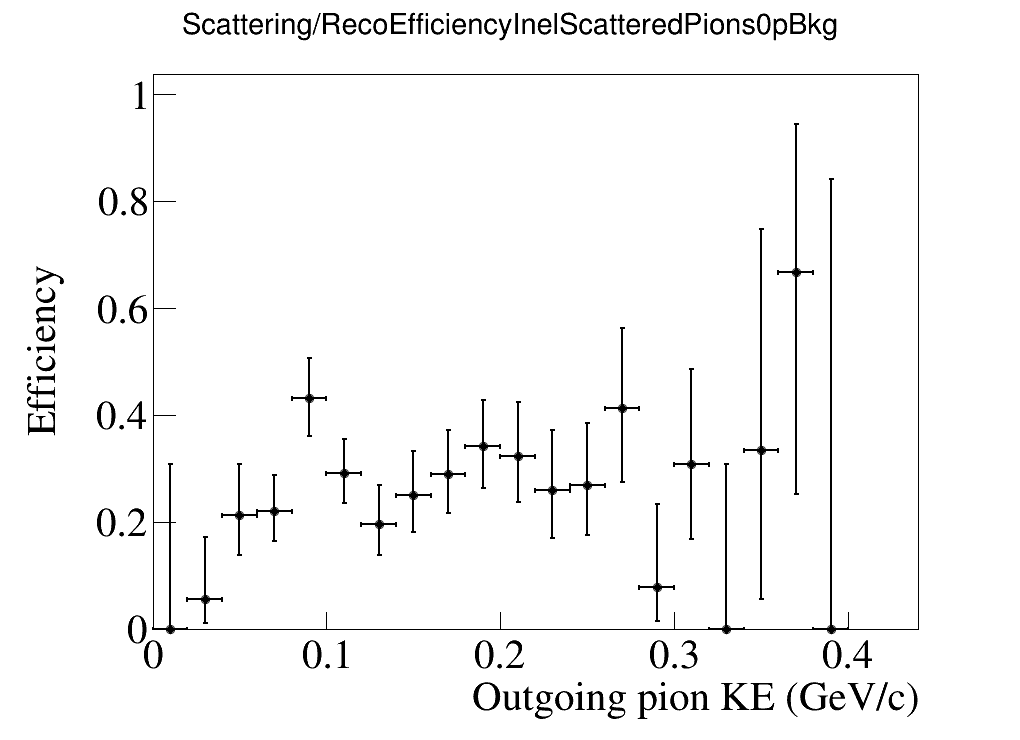 Scattering/RecoEfficiencyInelScatteredPions0pBkg
1
0.8
0.6
0.4
0.2
0
Efficiency
0 0.1 0.2 0.3 0.4
Outgoing pion KE (GeV/c)